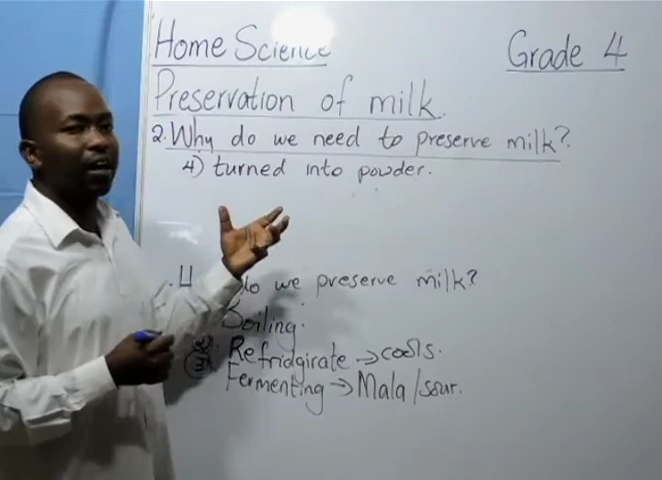 Home Science
Grade 4
Preservation of milk.
2. Why do we need to preserve milk?
4) turned into powder.
do we preserve milk?
Boiling.
Refridgirate → cools.
Fermenting → Mala/sour.